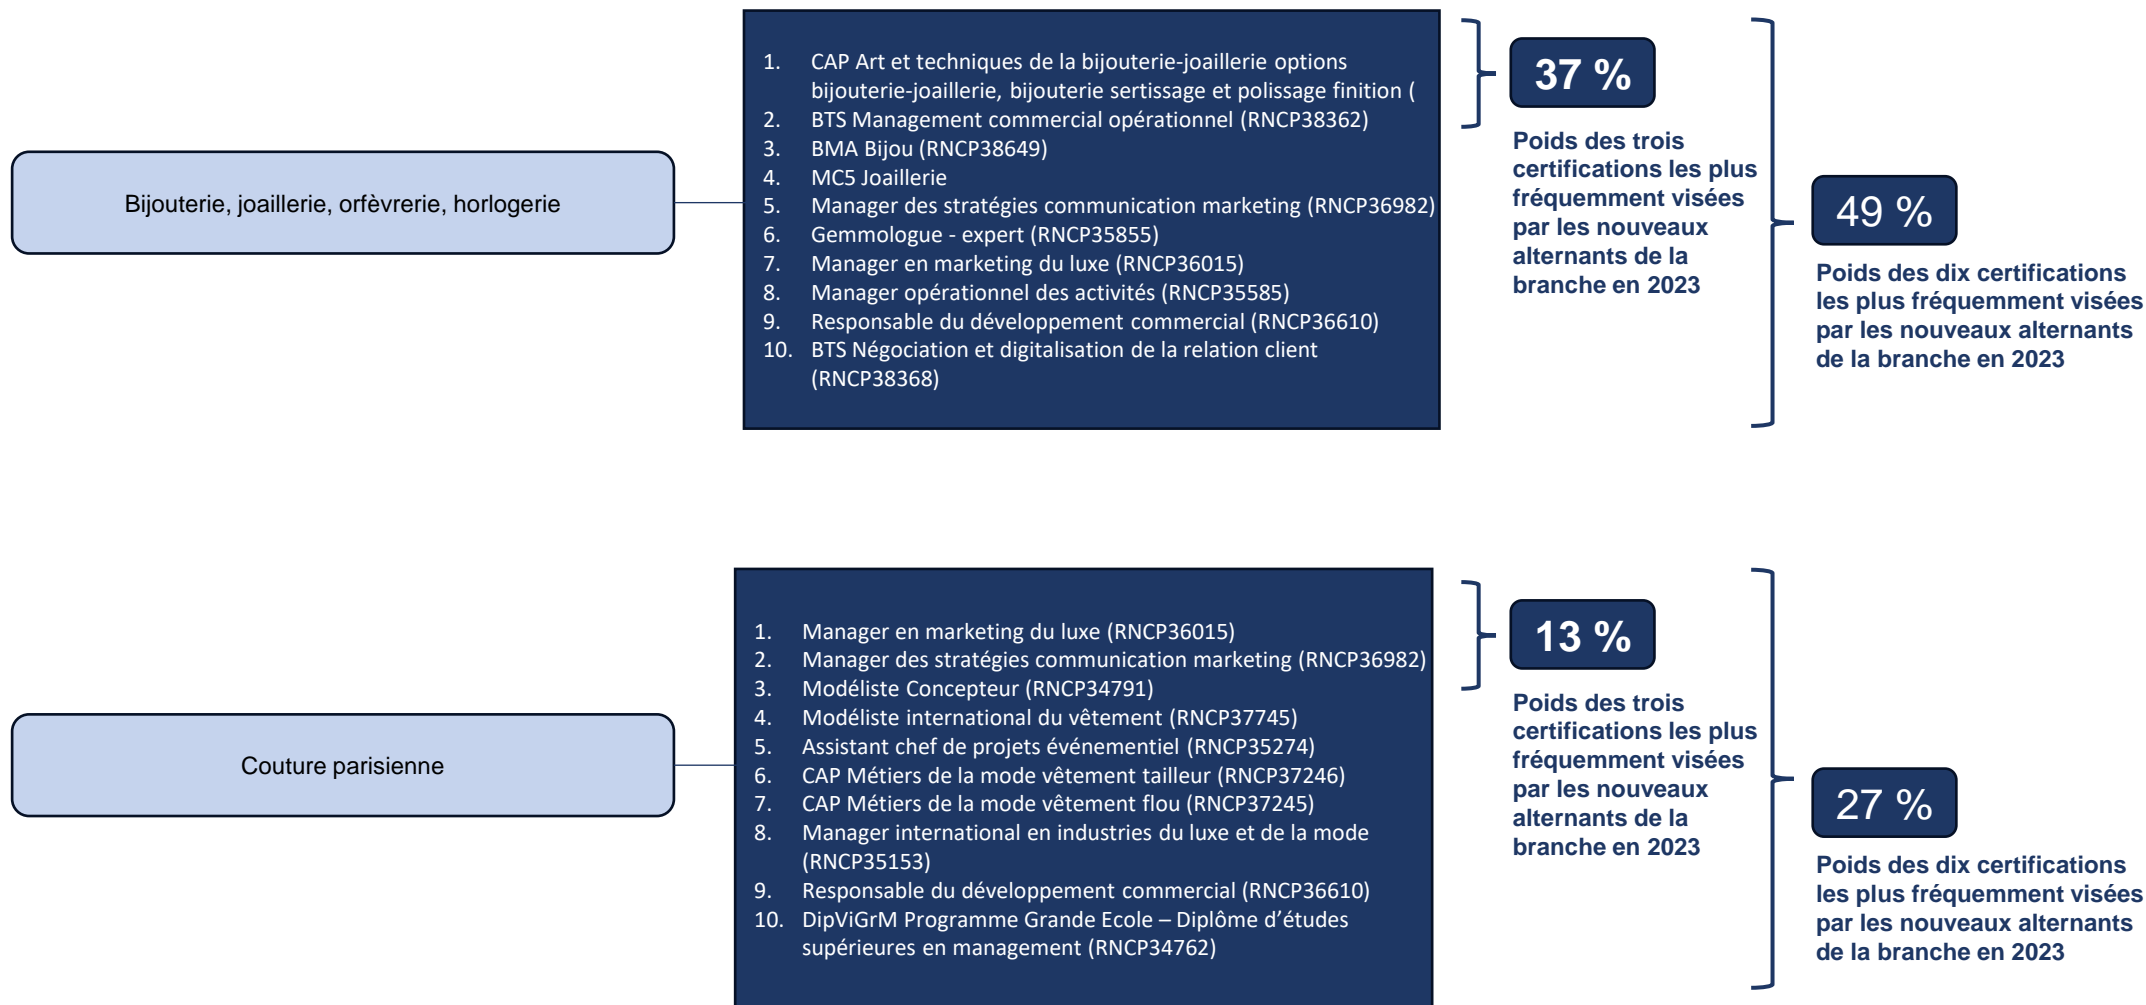 Bijouterie, joaillerie, orfèvrerie, horlogerie
1. CAP Art et techniques de la bijouterie-joaillerie options
bijouterie-joaillerie, bijouterie sertissage et polissage finition (
2. BTS Management commercial opérationnel (RNCP38362)
3. BMA Bijou (RNCP38649)
4. MC5 Joaillerie
5. Manager des stratégies communication marketing (RNCP36982)
6. Gemmologue - expert (RNCP35855)
7. Manager en marketing du luxe (RNCP36015)
8. Manager opérationnel des activités (RNCP35585)
9. Responsable du développement commercial (RNCP36610)
10. BTS Négociation et digitalisation de la relation client
(RNCP38368)
37 %
Poids des trois
certifications les plus
fréquemment visées
par les nouveaux
alternants de la
branche en 2023
49 %
Poids des dix certifications
les plus fréquemment visées
par les nouveaux alternants
de la branche en 2023
Couture parisienne
1. Manager en marketing du luxe (RNCP36015)
2. Manager des stratégies communication marketing (RNCP36982)
3. Modéliste Concepteur (RNCP34791)
4. Modéliste international du vêtement (RNCP37745)
5. Assistant chef de projets événementiel (RNCP35274)
6. CAP Métiers de la mode vêtement tailleur (RNCP37246)
7. CAP Métiers de la mode vêtement flou (RNCP37245)
8. Manager international en industries du luxe et de la mode
(RNCP35153)
9. Responsable du développement commercial (RNCP36610)
10. DipViGrM Programme Grande Ecole – Diplôme d’études
supérieures en management (RNCP34762)
13 %
Poids des trois
certifications les plus
fréquemment visées
par les nouveaux
alternants de la
branche en 2023
27 %
Poids des dix certifications
les plus fréquemment visées
par les nouveaux alternants
de la branche en 2023